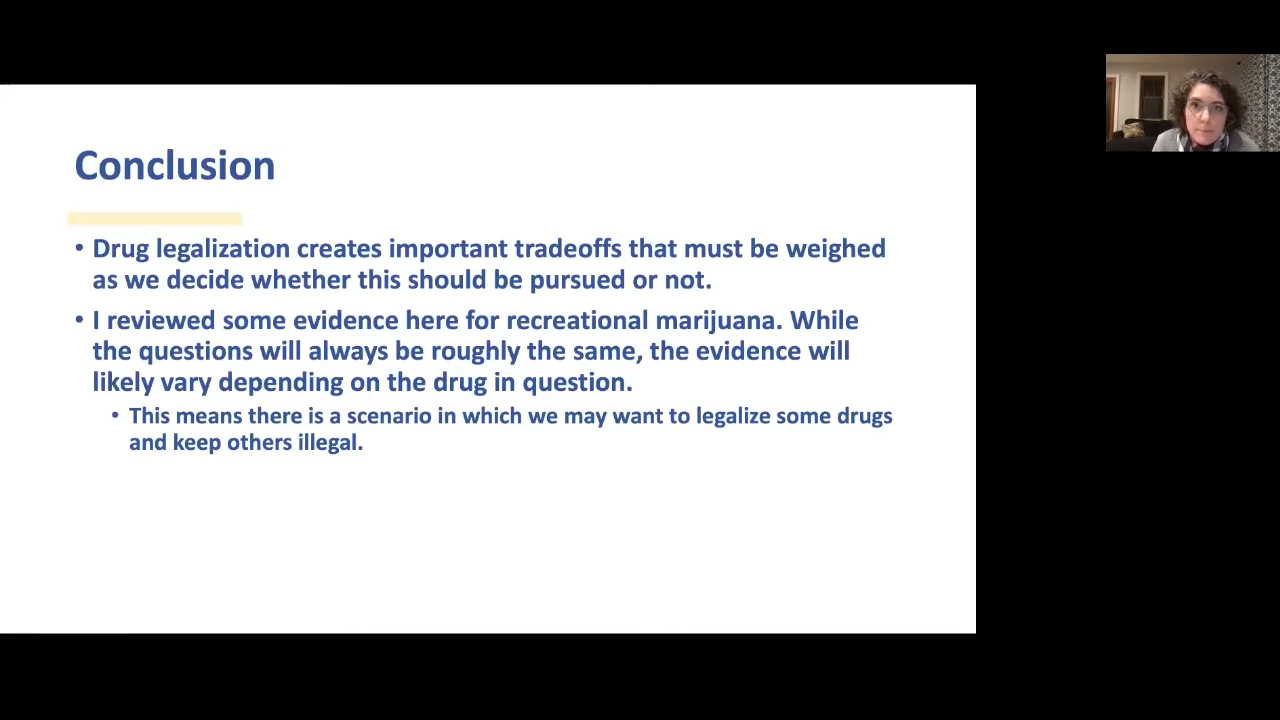 Conclusion
• Drug legalization creates important tradeoffs that must be weighed
as we decide whether this should be pursued or not.
• I reviewed some evidence here for recreational marijuana. While
the questions will always be roughly the same, the evidence will
likely vary depending on the drug in question.
• This means there is a scenario in which we may want to legalize some drugs
and keep others illegal.